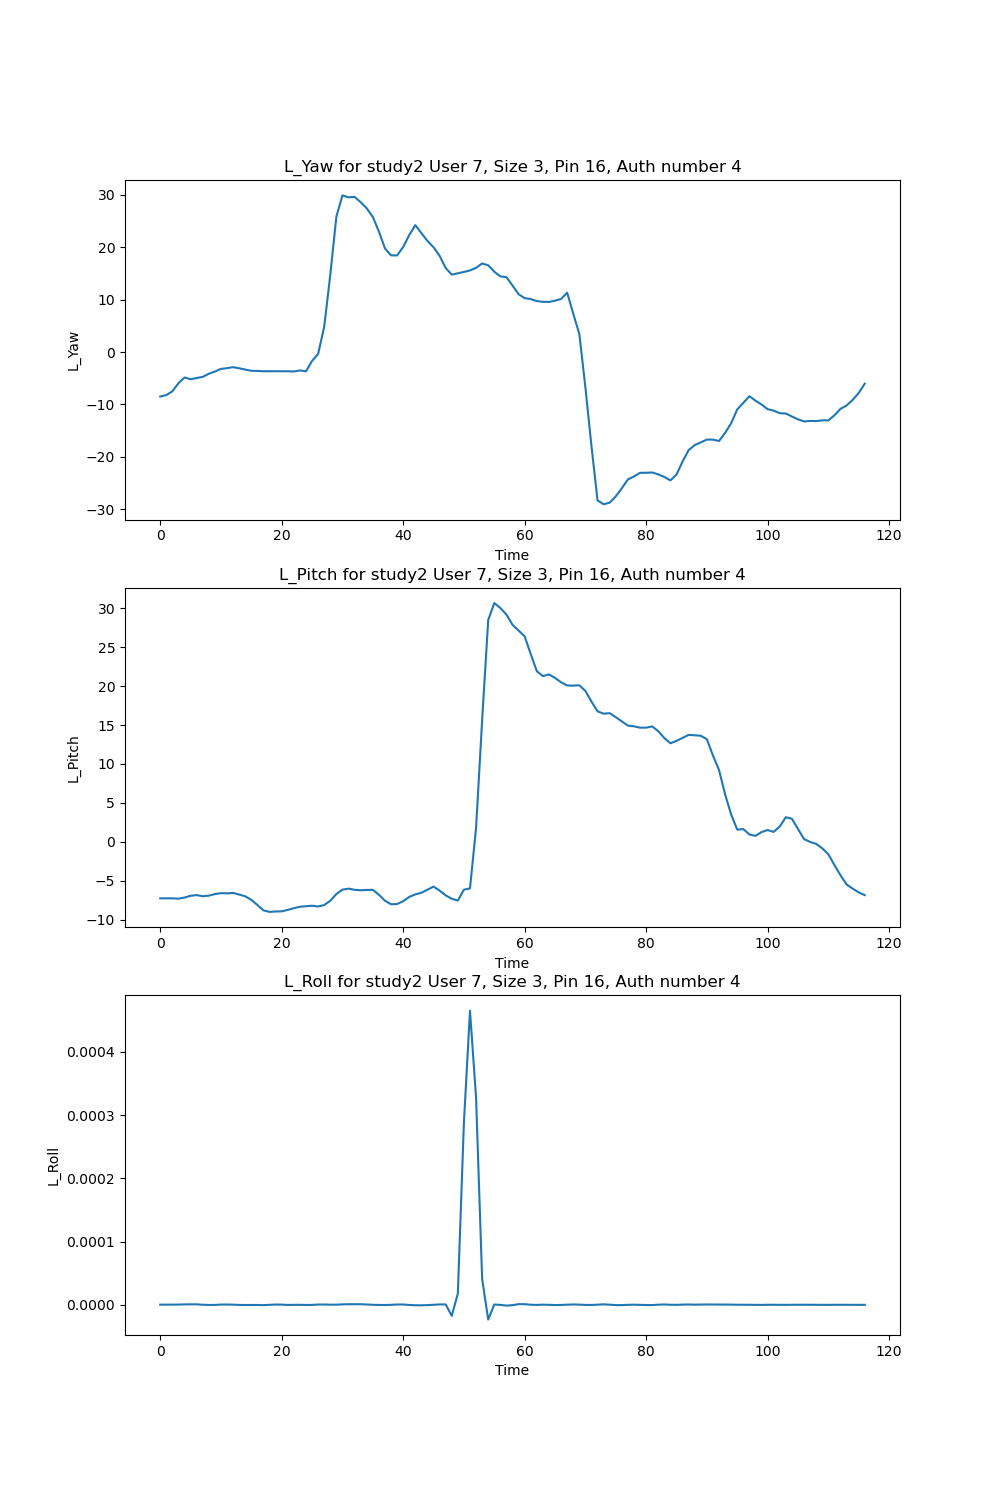 L_Yaw for study2 User 7, Size 3, Pin 16, Auth number 4
30
20
10
0
−10
−20
−30
L_Yaw
0 20 40 60 80 100 120
Time
L_Pitch for study2 User 7, Size 3, Pin 16, Auth number 4
30
25
20
15
10
5
0
−5
−10
L_Pitch
0 20 40 60 80 100 120
Time
L_Roll for study2 User 7, Size 3, Pin 16, Auth number 4
0.0004
0.0003
0.0002
0.0001
0.0000
L_Roll
0 20 40 60 80 100 120
Time